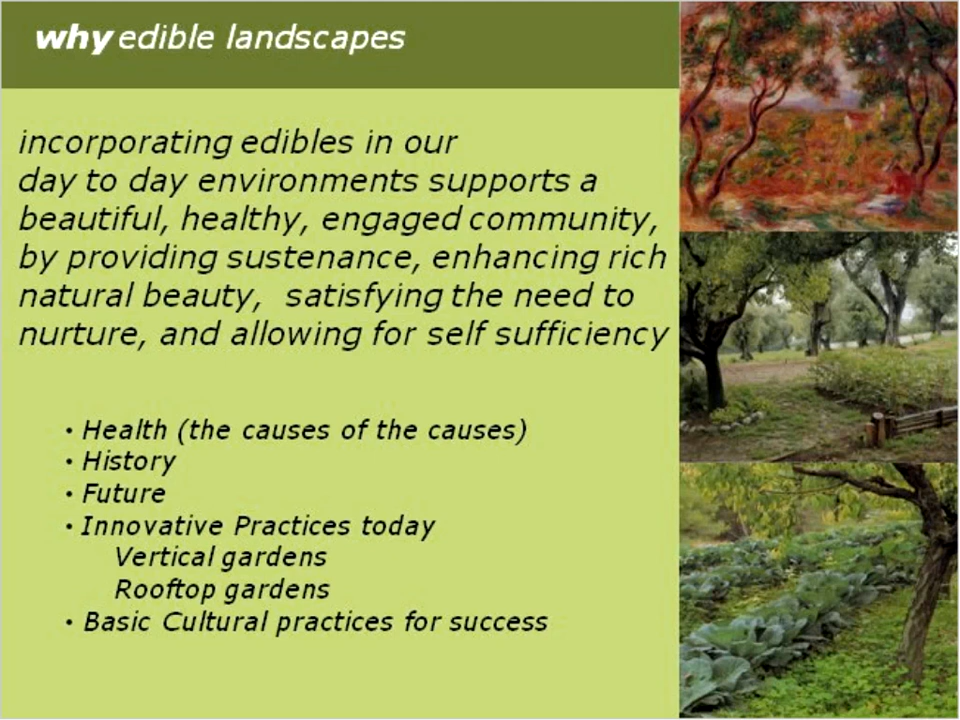 why edible landscapes
incorporating edibles in our
day to day environments supports a
beautiful, healthy, engaged community,
by providing sustenance, enhancing rich
natural beauty, satisfying the need to
nurture, and allowing for self sufficiency
• Health (the causes of the causes)
• History
• Future
• Innovative Practices today
Vertical gardens
Rooftop gardens
• Basic Cultural practices for success